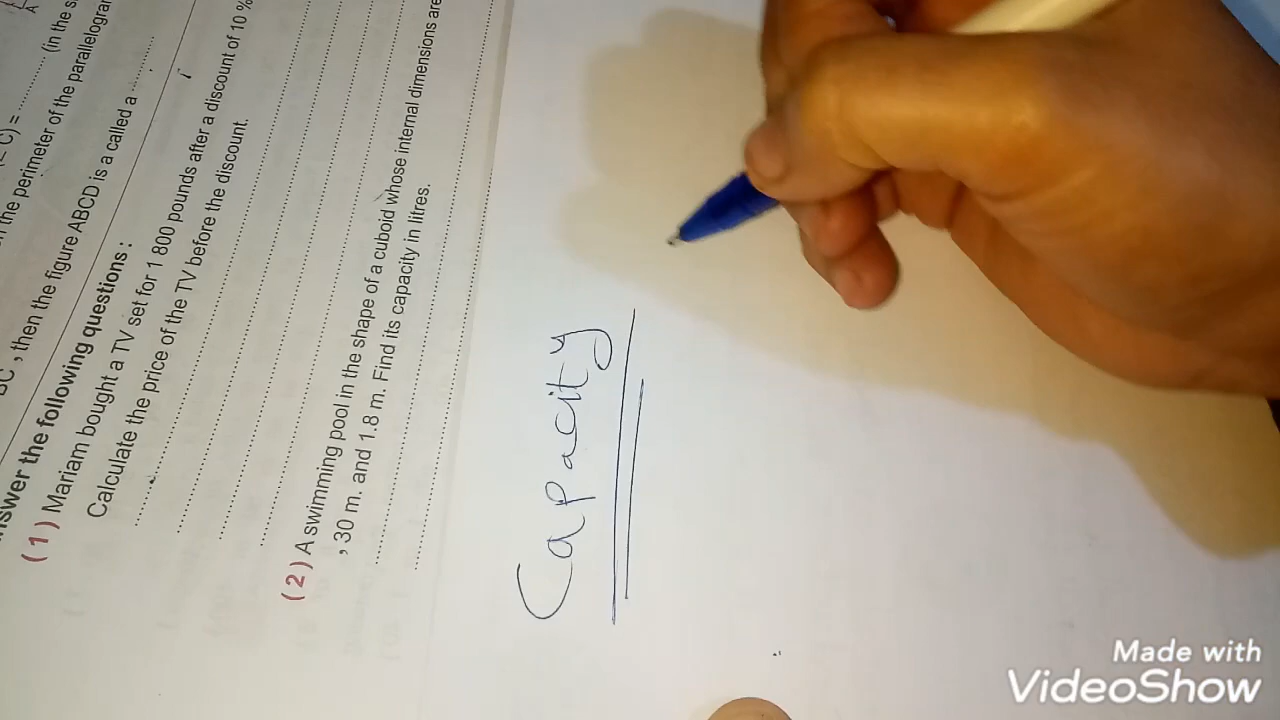 A
C) = ........ (in the
the perimeter of the
BC , then the figure ABCD is a called a ........
Answer the following questions :
( 1 ) Mariam bought a TV set for 1 800 pounds after a discount of 10 %
Calculate the price of the TV before the discount.
( 2 ) A swimming pool in the shape of a cuboid whose internal dimensions are
, 30 m. and 1.8 m. Find its capacity in litres.
Capacity
Made with
VideoShow